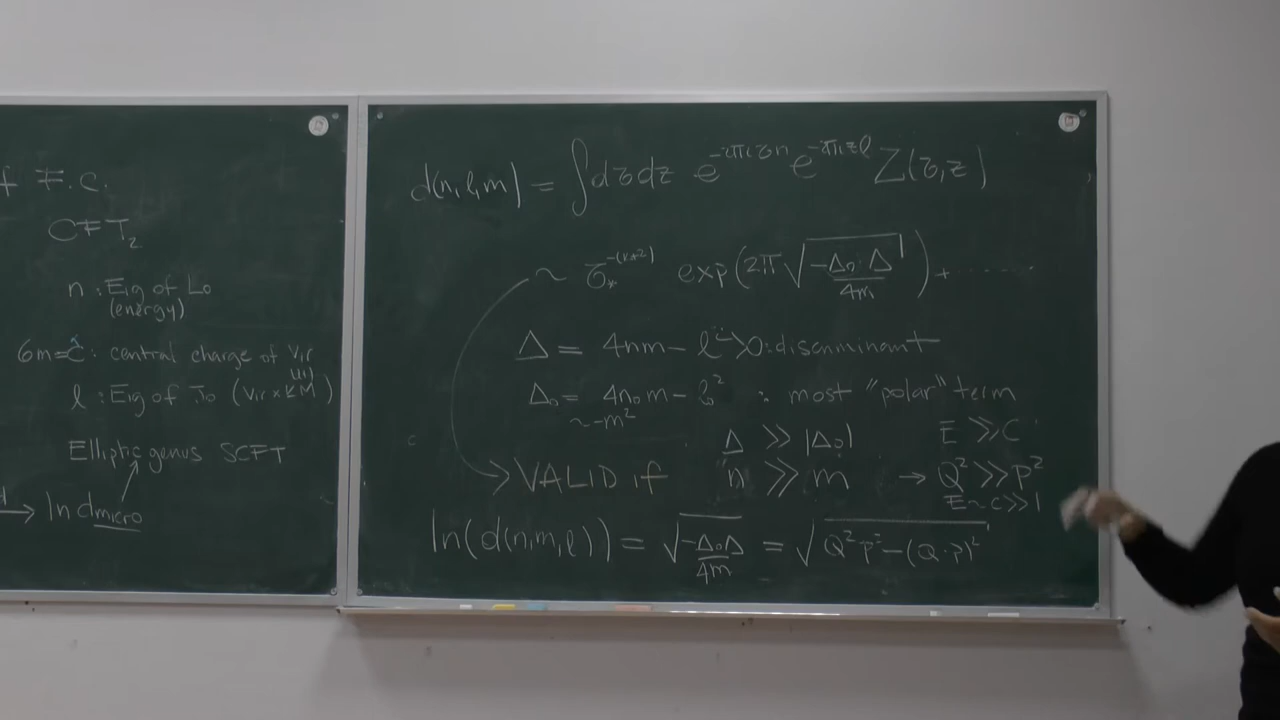 f F.C.
CFT₂
n : Eig of L₀
(energy)
6m = c : central charge of Vir
l : Eig of J₀ (Vir × U(1) KM)
Elliptic genus SCFT
→ ln dmicro
d(n,l,m) = ∫dτdz e^{-2πiτn} e^{-2πizl} Z(τ,z)
~ τ_*^{-(k+2)} exp(2π√(-Δ₀·Δ/4m)) + ......
Δ = 4nm - l² > 0 : discriminant
Δ₀ = 4n₀m - l₀² : most "polar" term
~ -m²
Δ >> |Δ₀| E >> C
→ VALID if n >> m → Q² >> P²
E ~ c >> 1
ln(d(n,m,l)) = √(-Δ₀Δ/4m) = √(Q²P² - (Q·P)²)